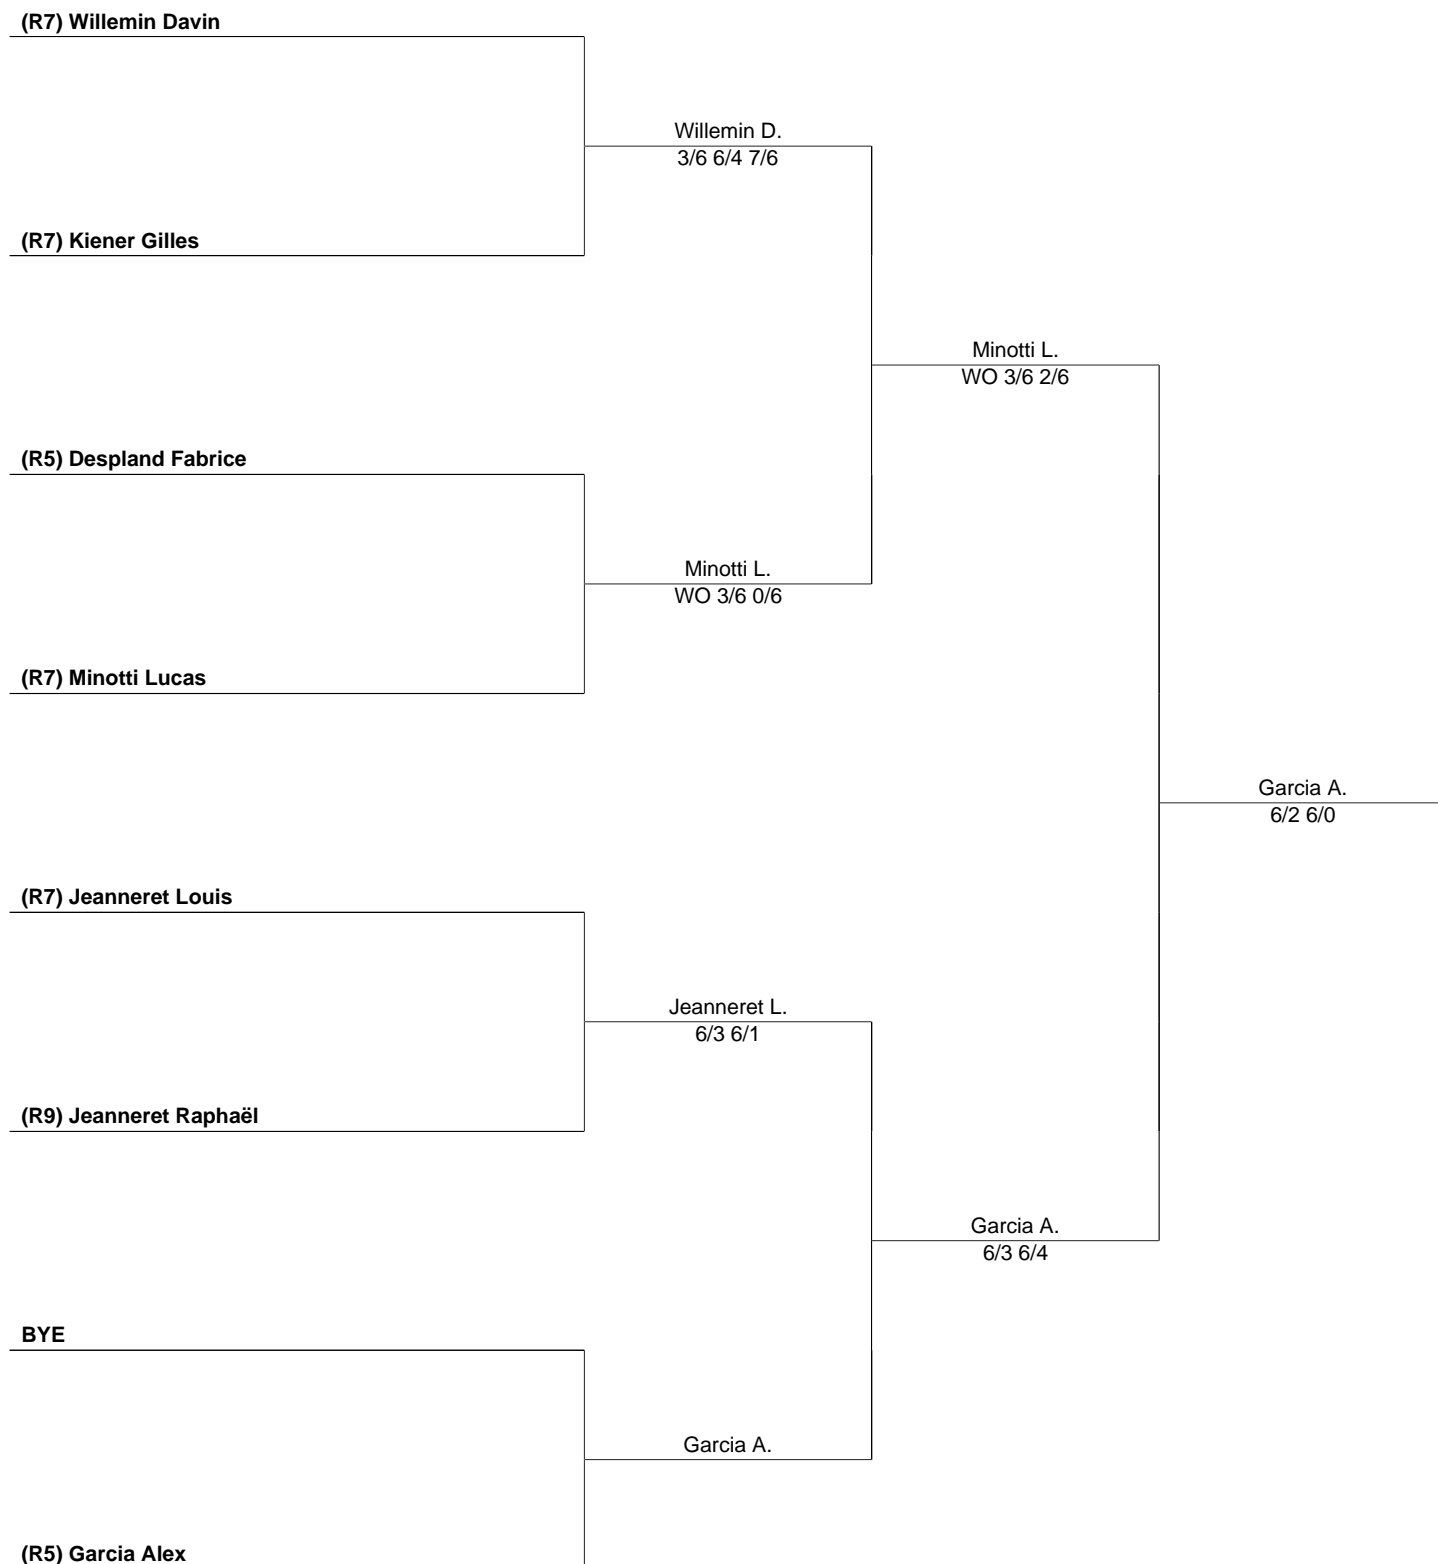 (R7) Willemin Davin
Willemin D.
3/6 6/4 7/6
(R7) Kiener Gilles
Minotti L.
WO 3/6 2/6
(R5) Despland Fabrice
Minotti L.
WO 3/6 0/6
(R7) Minotti Lucas
Garcia A.
6/2 6/0
(R7) Jeanneret Louis
Jeanneret L.
6/3 6/1
(R9) Jeanneret Raphaël
Garcia A.
6/3 6/4
BYE
Garcia A.
(R5) Garcia Alex